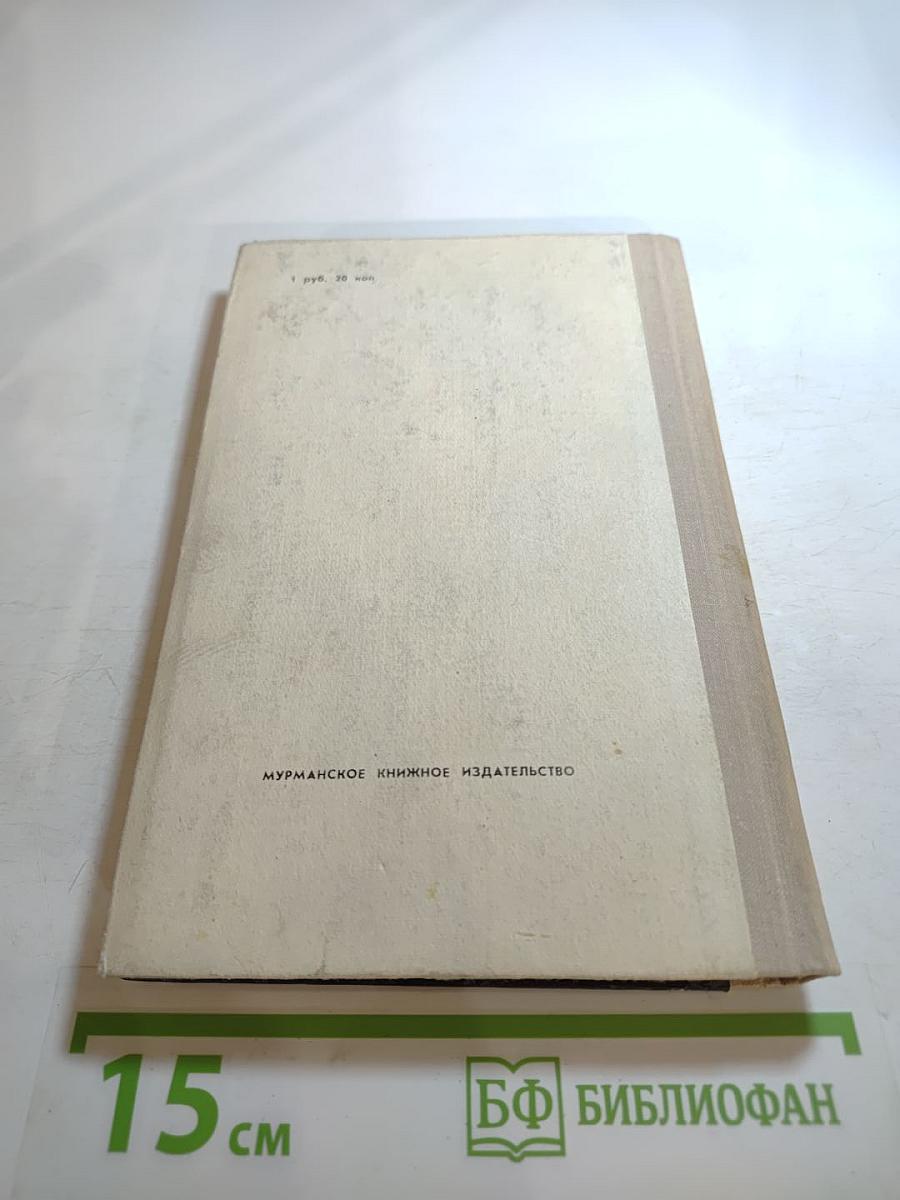 1 руб. 20 коп
МУРМАНСКОЕ КНИЖНОЕ ИЗДАТЕЛЬСТВО
15 см
БФ БИБЛИОФАН